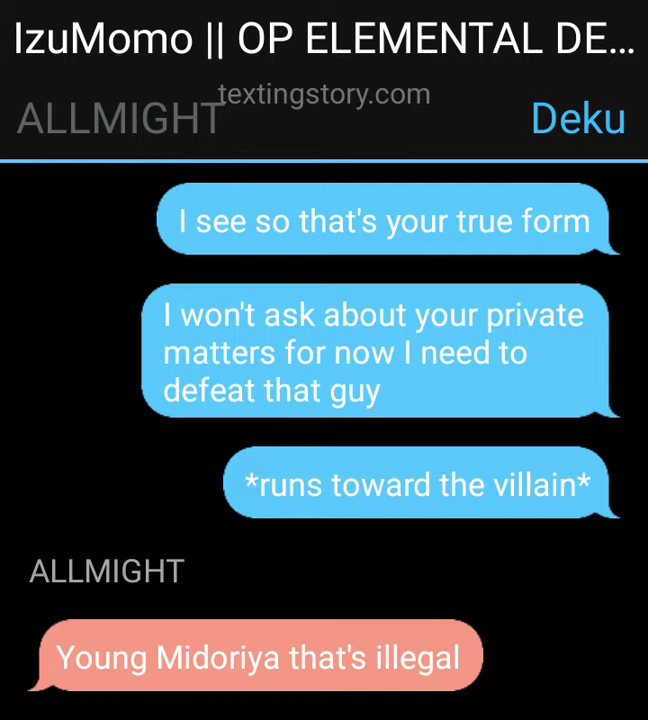 IzuMomo || OP ELEMENTAL DE...
textingstory.com
ALLMIGHT
Deku
I see so that's your true form
I won't ask about your private
matters for now I need to
defeat that guy
*runs toward the villain*
ALLMIGHT
Young Midoriya that's illegal